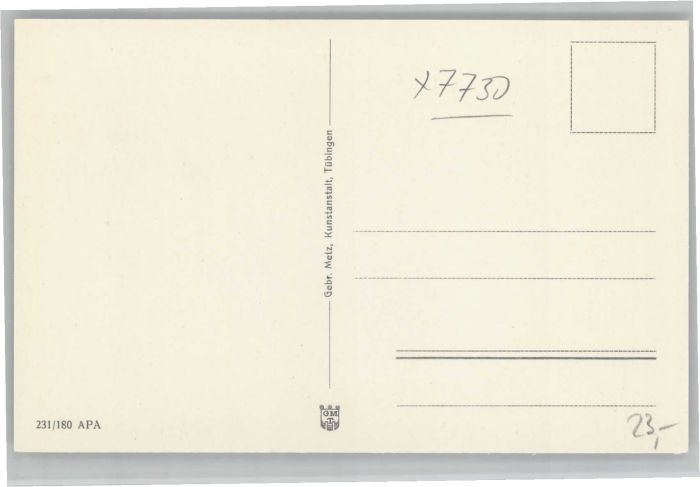 x7730
Gebr. Metz, Kunstanstalt, Tübingen
231/180 APA
GM
T
23,-